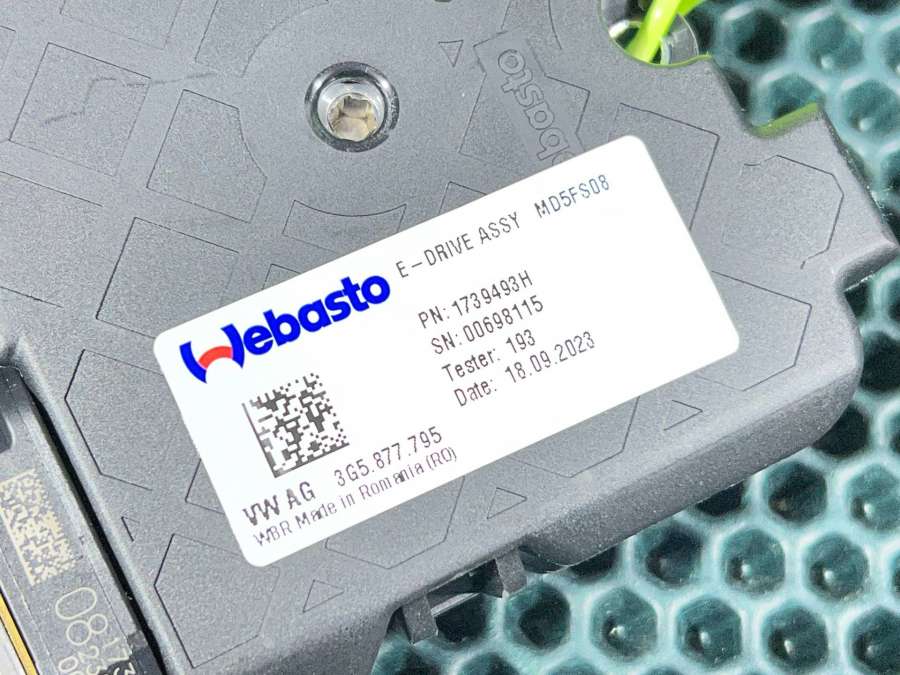 Webasto
E-DRIVE ASSY MD5FS08
PN: 1739493H
SN: 00698115
Tester: 193
Date: 18.09.2023
VW AG 3G5.877.795
WBR Made in Romania (RO)
basto